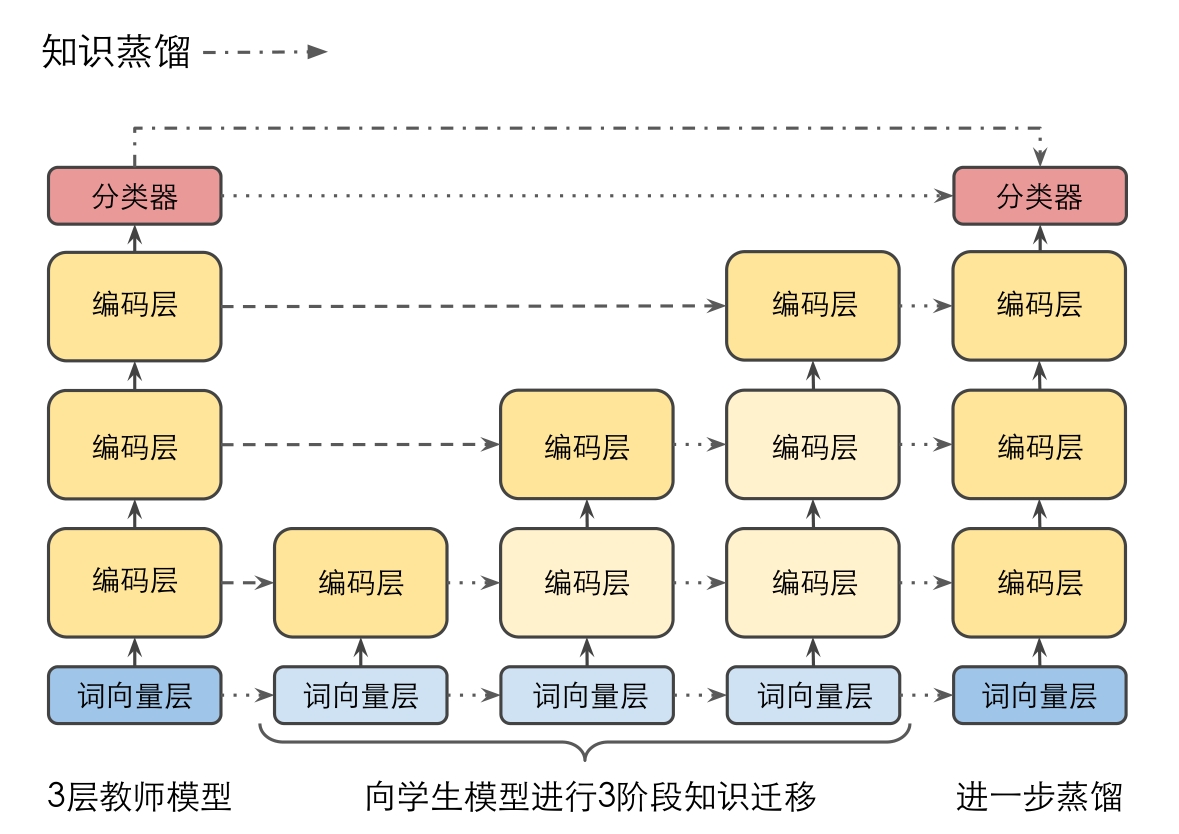 知识蒸馏
分类器 分类器
编码层 编码层 编码层
编码层 编码层 编码层 编码层
编码层 编码层 编码层 编码层 编码层
词向量层 词向量层 词向量层 词向量层 词向量层
3层教师模型 向学生模型进行3阶段知识迁移 进一步蒸馏